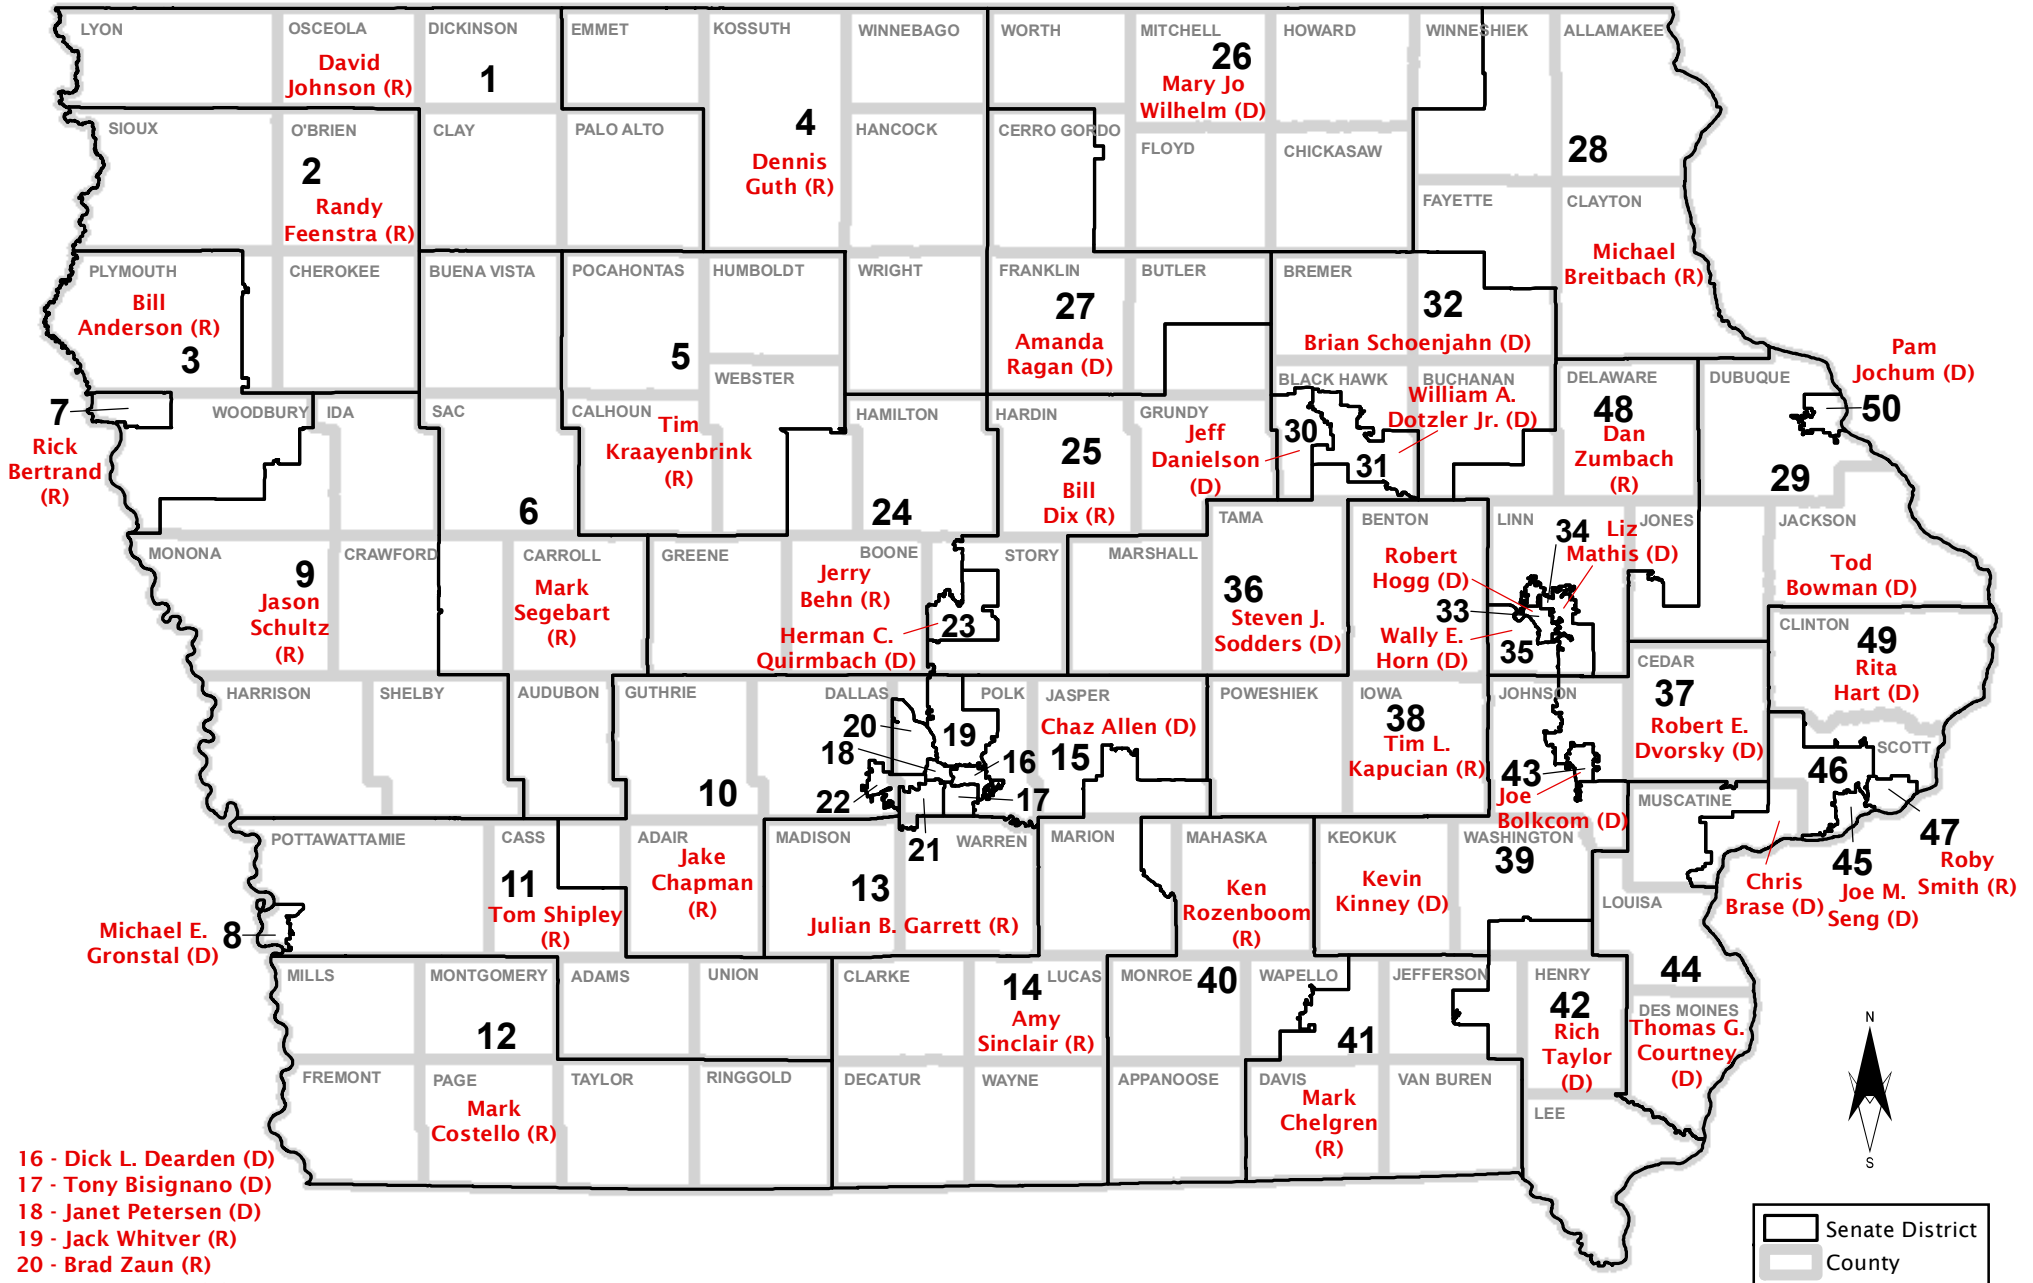 LYON
OSCEOLA
DICKINSON
EMMET
KOSSUTH
WINNEBAGO
WORTH
MITCHELL
HOWARD
WINNESHIEK
ALLAMAKEE
David
Johnson (R)
1
26
Mary Jo
Wilhelm (D)
SIOUX
O'BRIEN
CLAY
PALO ALTO
4
Dennis
Guth (R)
HANCOCK
CERRO GORDO
FLOYD
CHICKASAW
28
2
Randy
Feenstra (R)
FAYETTE
CLAYTON
Michael
Breitbach (R)
PLYMOUTH
Bill
Anderson (R)
3
CHEROKEE
BUENA VISTA
POCAHONTAS
HUMBOLDT
WRIGHT
FRANKLIN
27
Amanda
Ragan (D)
BUTLER
BREMER
32
Brian Schoenjahn (D)
5
WEBSTER
BLACK HAWK
BUCHANAN
William A.
Dotzler Jr. (D)
DELAWARE
48
Dan
Zumbach
(R)
DUBUQUE
Pam
Jochum (D)
50
7
Rick
Bertrand
(R)
WOODBURY
IDA
SAC
CALHOUN
Tim
Kraayenbrink
(R)
HAMILTON
HARDIN
25
Bill
Dix (R)
GRUNDY
Jeff
Danielson
(D)
30
31
6
24
29
TAMA
BENTON
LINN
34
Liz
Mathis (D)
JONES
JACKSON
Tod
Bowman (D)
MONONA
9
Jason
Schultz
(R)
CRAWFORD
CARROLL
Mark
Segebart
(R)
GREENE
BOONE
Jerry
Behn (R)
STORY
MARSHALL
23
Herman C.
Quirmbach (D)
36
Steven J.
Sodders (D)
Robert
Hogg (D)
33
Wally E.
Horn (D)
35
CLINTON
49
Rita
Hart (D)
CEDAR
37
Robert E.
Dvorsky (D)
HARRISON
SHELBY
AUDUBON
GUTHRIE
DALLAS
POLK
JASPER
Chaz Allen (D)
15
POWESHIEK
IOWA
38
Tim L.
Kapucian (R)
JOHNSON
43
Joe
Bolkcom (D)
SCOTT
46
20
19
18
16
22
17
10
21
MUSCATINE
47
Roby
Smith (R)
45
Joe M.
Seng (D)
Chris
Brase (D)
POTTAWATTAMIE
CASS
11
Tom Shipley
(R)
ADAIR
Jake
Chapman
(R)
MADISON
13
Julian B. Garrett (R)
WARREN
MARION
MAHASKA
Ken
Rozenboom
(R)
KEOKUK
Kevin
Kinney (D)
WASHINGTON
39
LOUISA
Michael E.
Gronstal (D)
8
MILLS
MONTGOMERY
ADAMS
UNION
CLARKE
14
LUCAS
Amy
Sinclair (R)
MONROE
40
WAPELLO
JEFFERSON
HENRY
42
Rich
Taylor
(D)
44
DES MOINES
Thomas G.
Courtney
(D)
12
41
FREMONT
PAGE
Mark
Costello (R)
TAYLOR
RINGGOLD
DECATUR
WAYNE
APPANOOSE
DAVIS
Mark
Chelgren
(R)
VAN BUREN
LEE
N
S
16 - Dick L. Dearden (D)
17 - Tony Bisignano (D)
18 - Janet Petersen (D)
19 - Jack Whitver (R)
20 - Brad Zaun (R)
Senate District
County